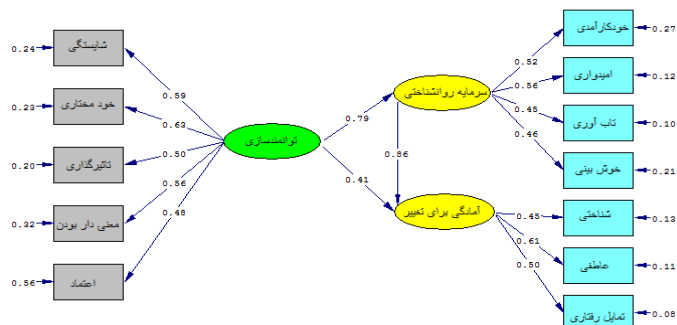 0.24
شایستگی
0.23
خود مختاری
0.20
تاثیرگذاری
0.32
معنی دار بودن
0.56
اعتماد
0.59
0.63
0.50
0.56
0.48
توانمندسازی
0.79
0.41
سرمایه روانشناختی
0.86
آمادگی برای تغییر
0.52
0.56
0.45
0.46
0.45
0.61
0.50
خودکارآمدی
0.27
امیدواری
0.12
تاب آوری
0.10
خوش بینی
0.21
شناختی
0.13
عاطفی
0.11
تمایل رفتاری
0.08